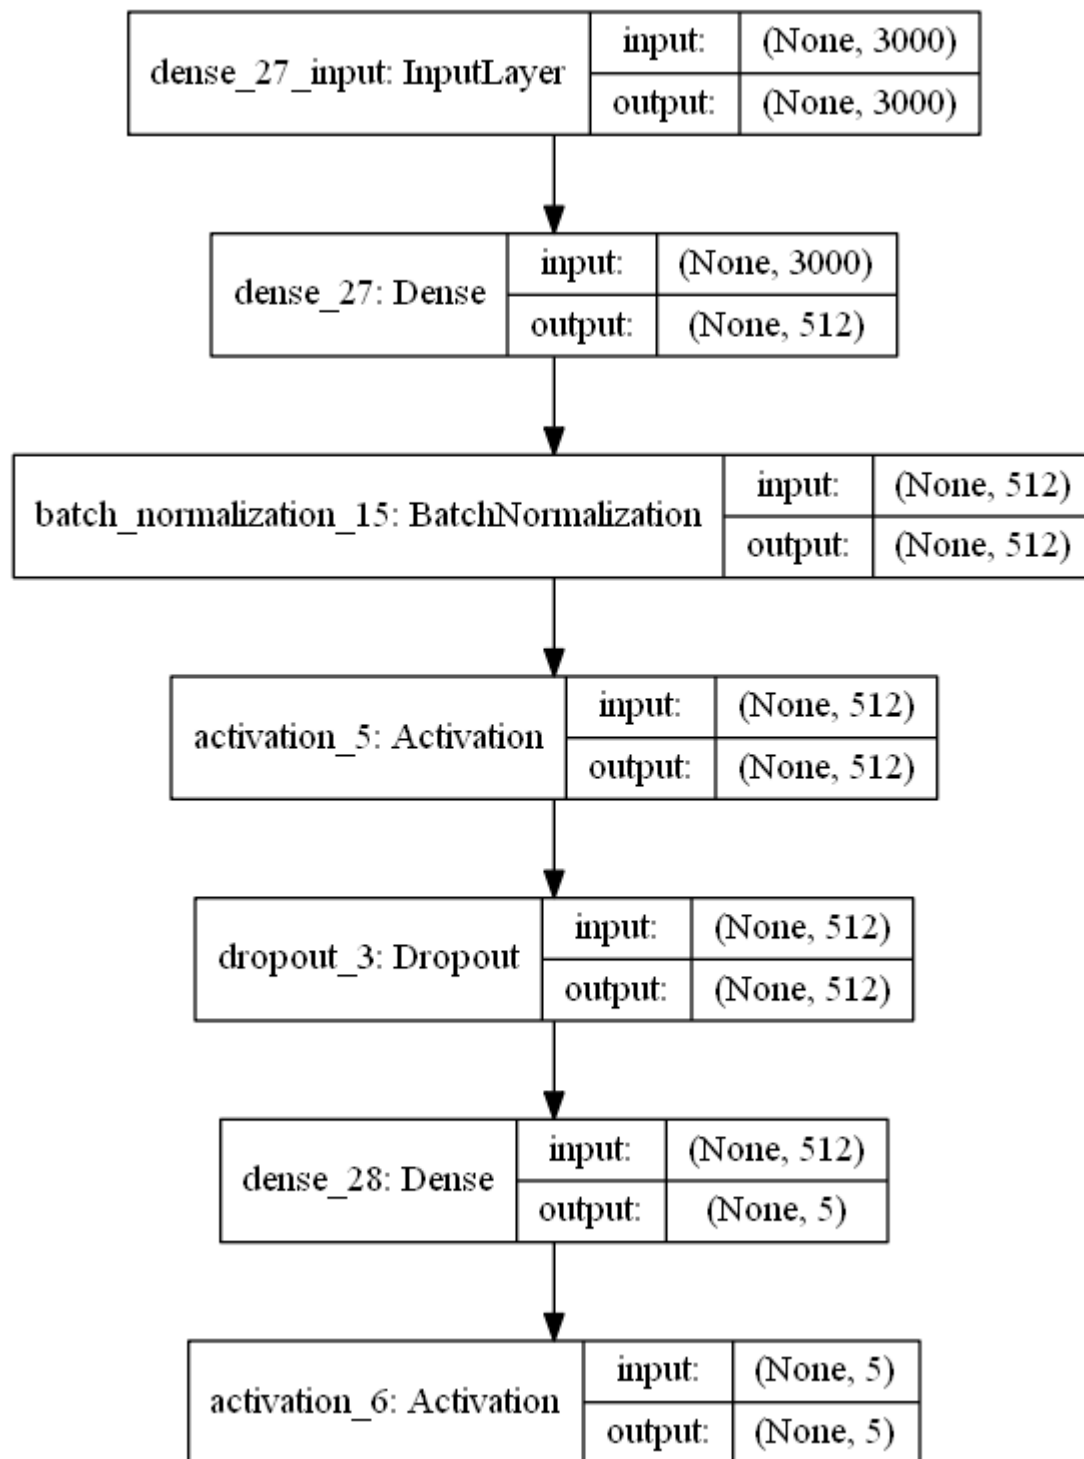 dense_27_input: InputLayer
input: (None, 3000)
output: (None, 3000)
dense_27: Dense
input: (None, 3000)
output: (None, 512)
batch_normalization_15: BatchNormalization
input: (None, 512)
output: (None, 512)
activation_5: Activation
input: (None, 512)
output: (None, 512)
dropout_3: Dropout
input: (None, 512)
output: (None, 512)
dense_28: Dense
input: (None, 512)
output: (None, 5)
activation_6: Activation
input: (None, 5)
output: (None, 5)